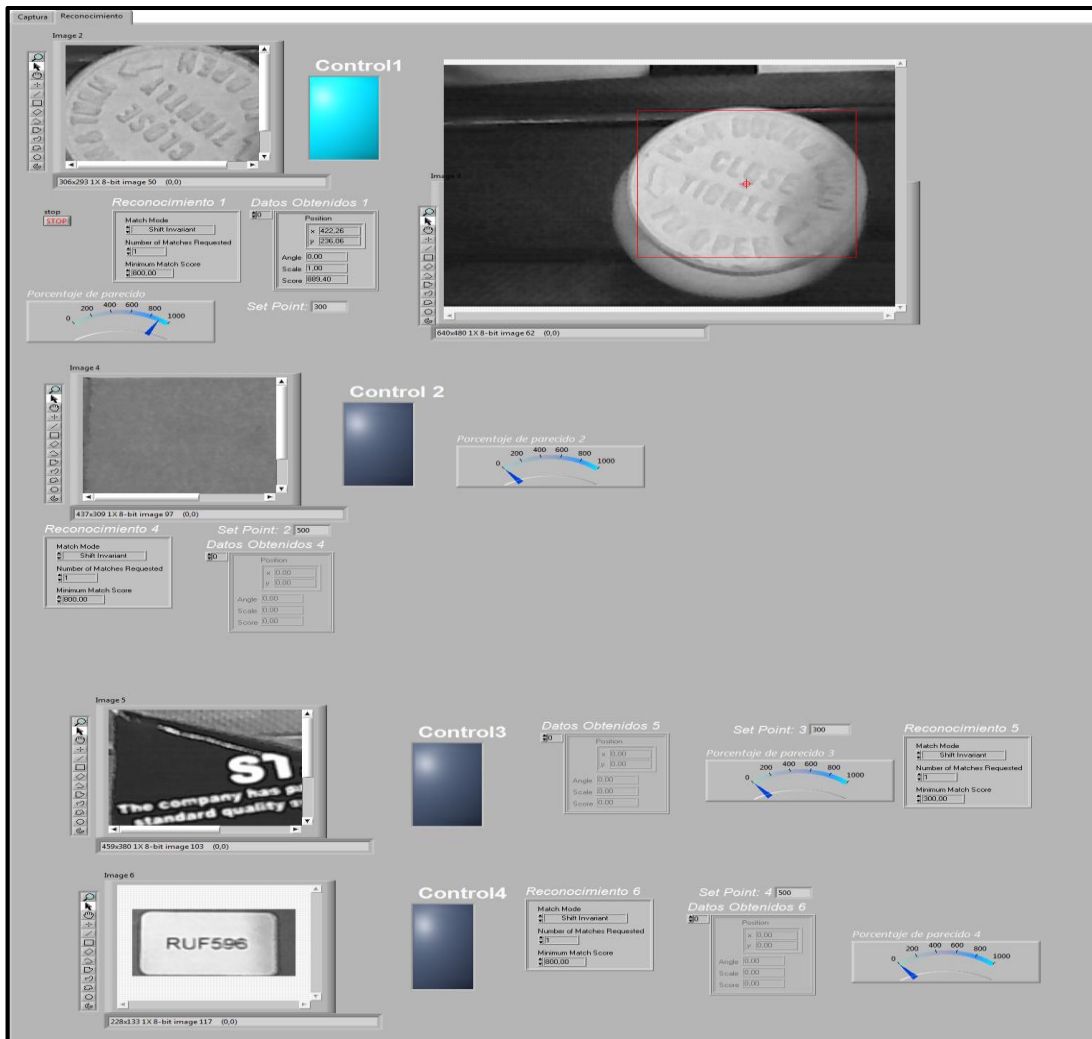 Captura Reconocimiento
Image 2
Control1
PUSH DOWN
CLOSE
TIGHTLY
306x293 1X 8-bit image 50 (0,0)
stop
STOP
Reconocimiento 1
Match Mode
Shift Invariant
Number of Matches Requested
1
Minimum Match Score
800,00
Datos Obtenidos 1
0
Position
x 422,26
y 236,06
Angle 0,00
Scale 1,00
Score 889,40
640x480 1X 8-bit image 62 (0,0)
Porcentaje de parecido
0 200 400 600 800 1000
Set Point: 300
Image 4
Control 2
437x309 1X 8-bit image 97 (0,0)
Porcentaje de parecido 2
0 200 400 600 800 1000
Reconocimiento 4
Match Mode
Shift Invariant
Number of Matches Requested
1
Minimum Match Score
800,00
Set Point: 2 500
Datos Obtenidos 4
0
Position
x 0,00
y 0,00
Angle 0,00
Scale 0,00
Score 0,00
Image 5
The company has
standard quality
459x380 1X 8-bit image 103 (0,0)
Control3
Datos Obtenidos 5
0
Position
x 0,00
y 0,00
Angle 0,00
Scale 0,00
Score 0,00
Set Point: 3 300
Porcentaje de parecido 3
0 200 400 600 800 1000
Reconocimiento 5
Match Mode
Shift Invariant
Number of Matches Requested
1
Minimum Match Score
300,00
Image 6
RUF596
228x133 1X 8-bit image 117 (0,0)
Control4
Reconocimiento 6
Match Mode
Shift Invariant
Number of Matches Requested
1
Minimum Match Score
800,00
Set Point: 4 500
Datos Obtenidos 6
0
Position
x 0,00
y 0,00
Angle 0,00
Scale 0,00
Score 0,00
Porcentaje de parecido 4
0 200 400 600 800 1000